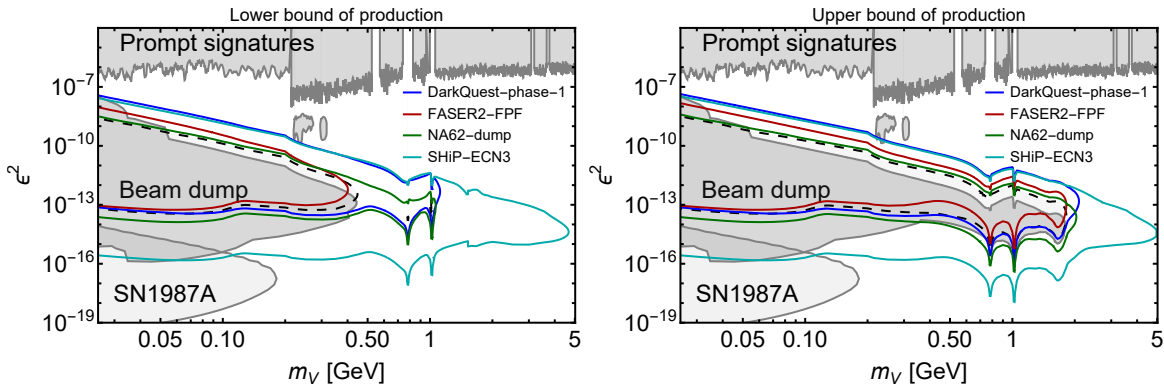 Lower bound of production
Prompt signatures
DarkQuest-phase-1
FASER2-FPF
NA62-dump
SHiP-ECN3
Beam dump
SN1987A
10⁻⁷
10⁻¹⁰
10⁻¹³
10⁻¹⁶
10⁻¹⁹
ϵ²
0.05 0.10 0.50 1 5
m_V [GeV]
Upper bound of production
Prompt signatures
DarkQuest-phase-1
FASER2-FPF
NA62-dump
SHiP-ECN3
Beam dump
SN1987A
10⁻⁷
10⁻¹⁰
10⁻¹³
10⁻¹⁶
10⁻¹⁹
ϵ²
0.05 0.10 0.50 1 5
m_V [GeV]